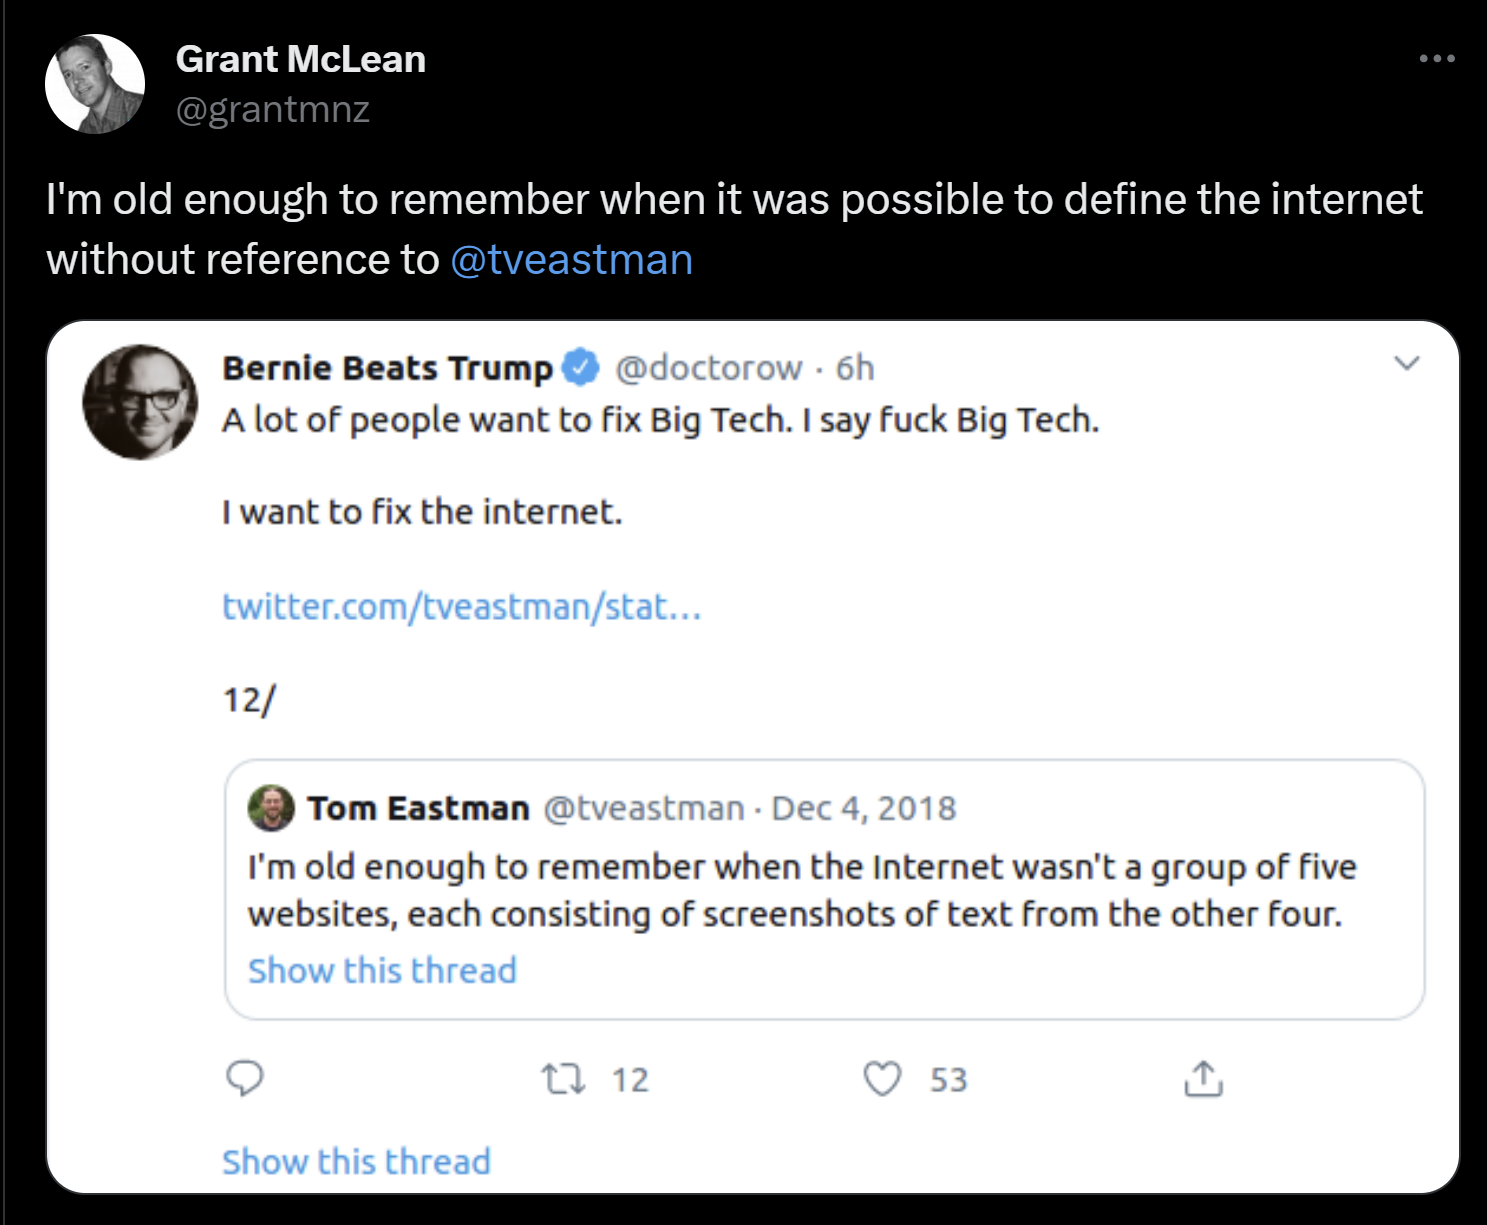 Grant McLean
@grantmnz
I'm old enough to remember when it was possible to define the internet
without reference to @tveastman
Bernie Beats Trump @doctorow · 6h
A lot of people want to fix Big Tech. I say fuck Big Tech.
I want to fix the internet.
twitter.com/tveastman/stat...
12/
Tom Eastman @tveastman · Dec 4, 2018
I'm old enough to remember when the Internet wasn't a group of five
websites, each consisting of screenshots of text from the other four.
Show this thread
12 53
Show this thread